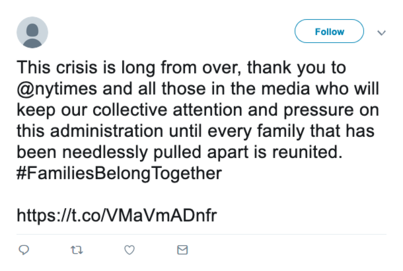 Follow
This crisis is long from over, thank you to
@nytimes and all those in the media who will
keep our collective attention and pressure on
this administration until every family that has
been needlessly pulled apart is reunited.
#FamiliesBelongTogether
https://t.co/VMaVmADnfr